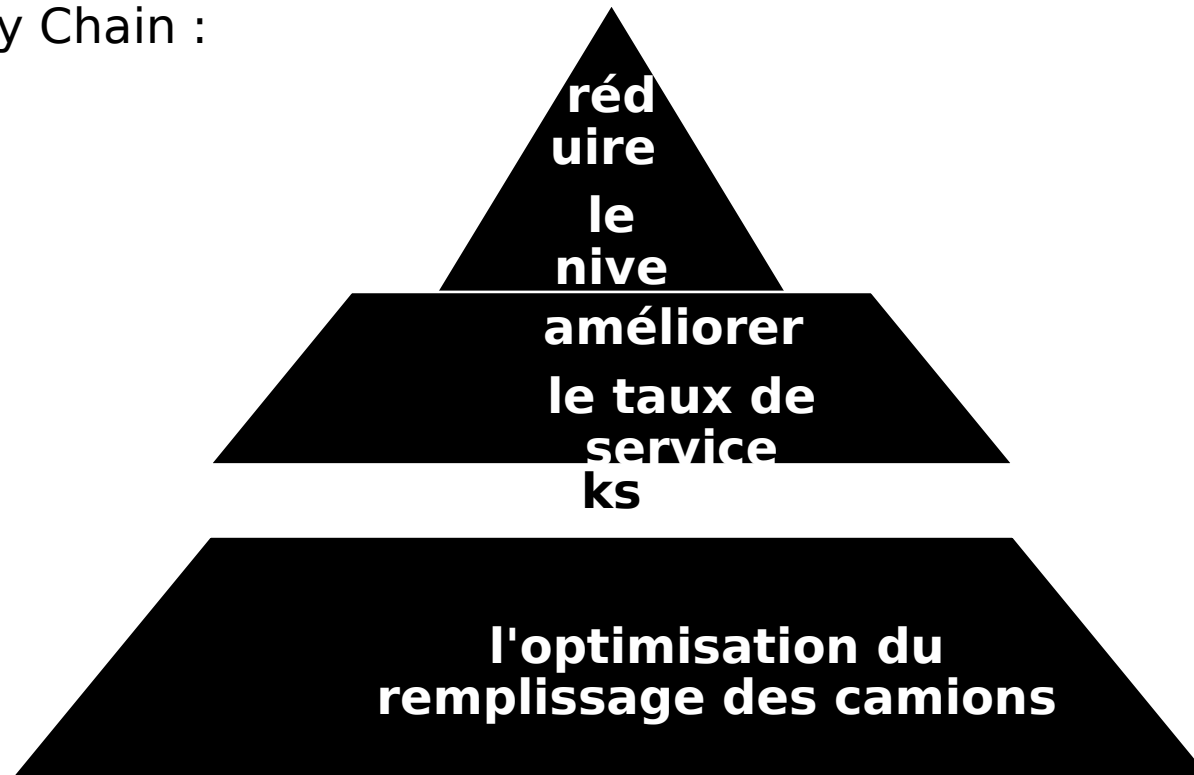 y Chain :
réd
uire
le
nive
améliorer
le taux de
service
ks
l'optimisation du
remplissage des camions